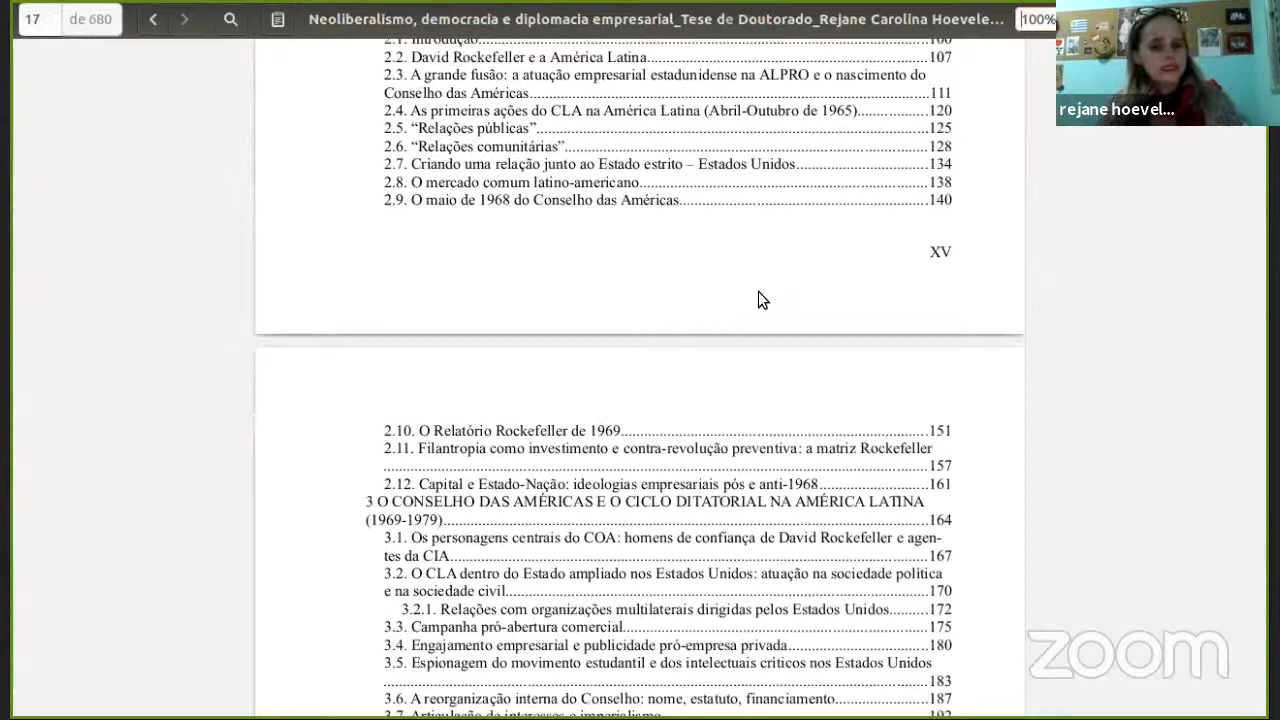 17
de 680
Neoliberalismo, democracia e diplomacia empresarial_Tese de Doutorado_Rejane Carolina Hoevele...
100%
rejane hoevel...
2.1. Introdução...106
2.2. David Rockefeller e a América Latina...107
2.3. A grande fusão: a atuação empresarial estadunidense na ALPRO e o nascimento do
Conselho das Américas...111
2.4. As primeiras ações do CLA na América Latina (Abril-Outubro de 1965)...120
2.5. “Relações públicas”...125
2.6. “Relações comunitárias”...128
2.7. Criando uma relação junto ao Estado estrito – Estados Unidos...134
2.8. O mercado comum latino-americano...138
2.9. O maio de 1968 do Conselho das Américas...140
XV
2.10. O Relatório Rockefeller de 1969...151
2.11. Filantropia como investimento e contra-revolução preventiva: a matriz Rockefeller
...157
2.12. Capital e Estado-Nação: ideologias empresariais pós e anti-1968...161
3 O CONSELHO DAS AMÉRICAS E O CICLO DITATORIAL NA AMÉRICA LATINA
(1969-1979)...164
3.1. Os personagens centrais do COA: homens de confiança de David Rockefeller e agen-
tes da CIA...167
3.2. O CLA dentro do Estado ampliado nos Estados Unidos: atuação na sociedade política
e na sociedade civil...170
3.2.1. Relações com organizações multilaterais dirigidas pelos Estados Unidos...172
3.3. Campanha pró-abertura comercial...175
3.4. Engajamento empresarial e publicidade pró-empresa privada...180
3.5. Espionagem do movimento estudantil e dos intelectuais críticos nos Estados Unidos
...183
3.6. A reorganização interna do Conselho: nome, estatuto, financiamento...187
3.7. Articulação de interesses e imperialismo...192
zoom